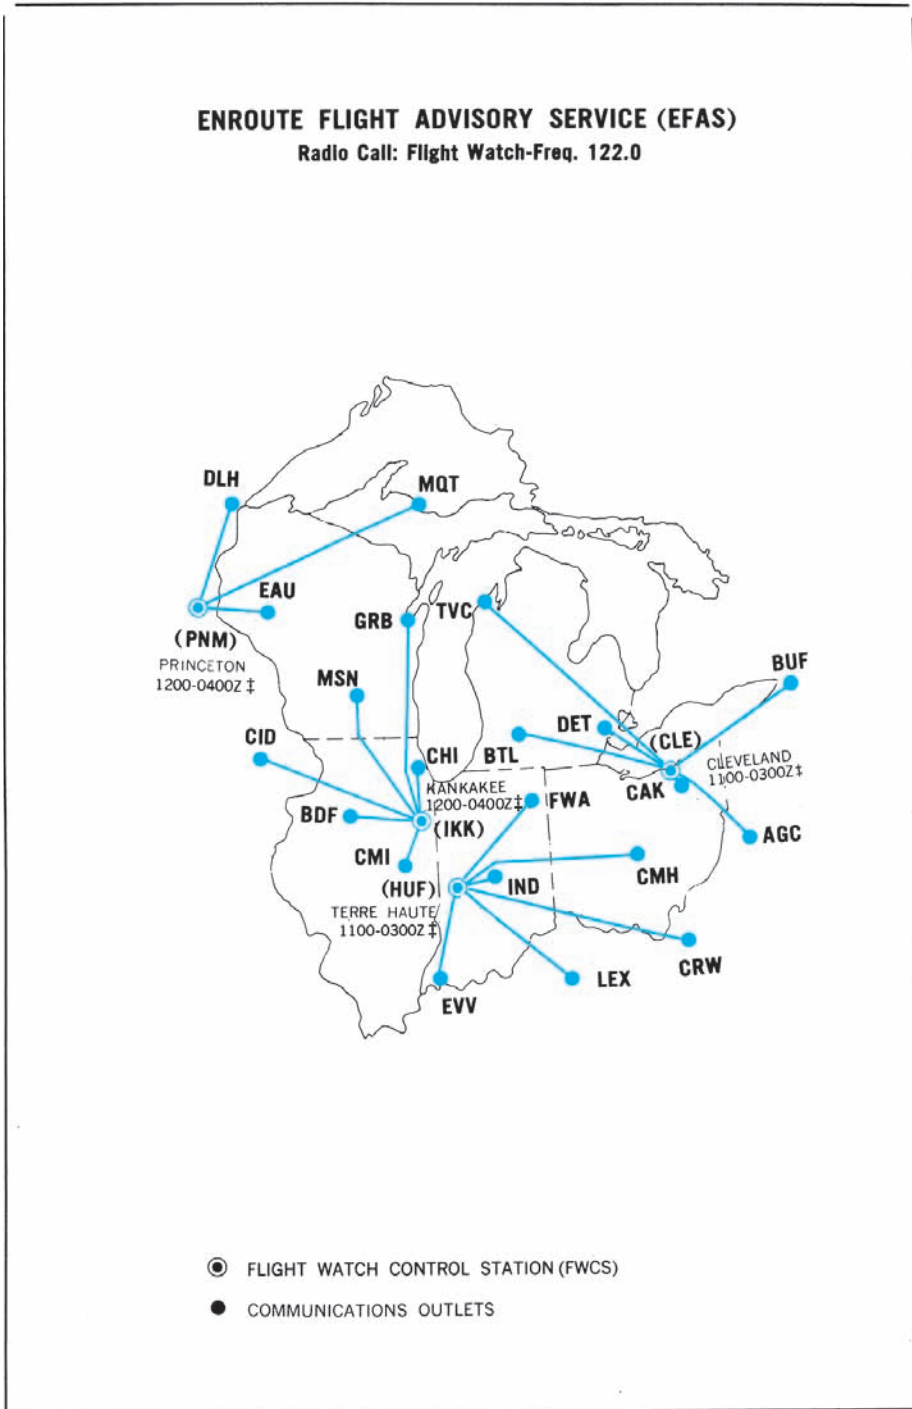 ENROUTE FLIGHT ADVISORY SERVICE (EFAS)
Radio Call: Flight Watch-Freq. 122.0
DLH
MQT
EAU
(PNM)
PRINCETON
1200-0400Z ‡
GRB
TVC
MSN
BUF
CID
DET
BTL
(CLE)
CLEVELAND
1100-0300Z‡
CHI
KANKAKEE
1200-0400Z‡
(IKK)
FWA
CAK
BDF
AGC
CMI
(HUF)
TERRE HAUTE
1100-0300Z‡
IND
CMH
CRW
LEX
EVV
FLIGHT WATCH CONTROL STATION (FWCS)
COMMUNICATIONS OUTLETS